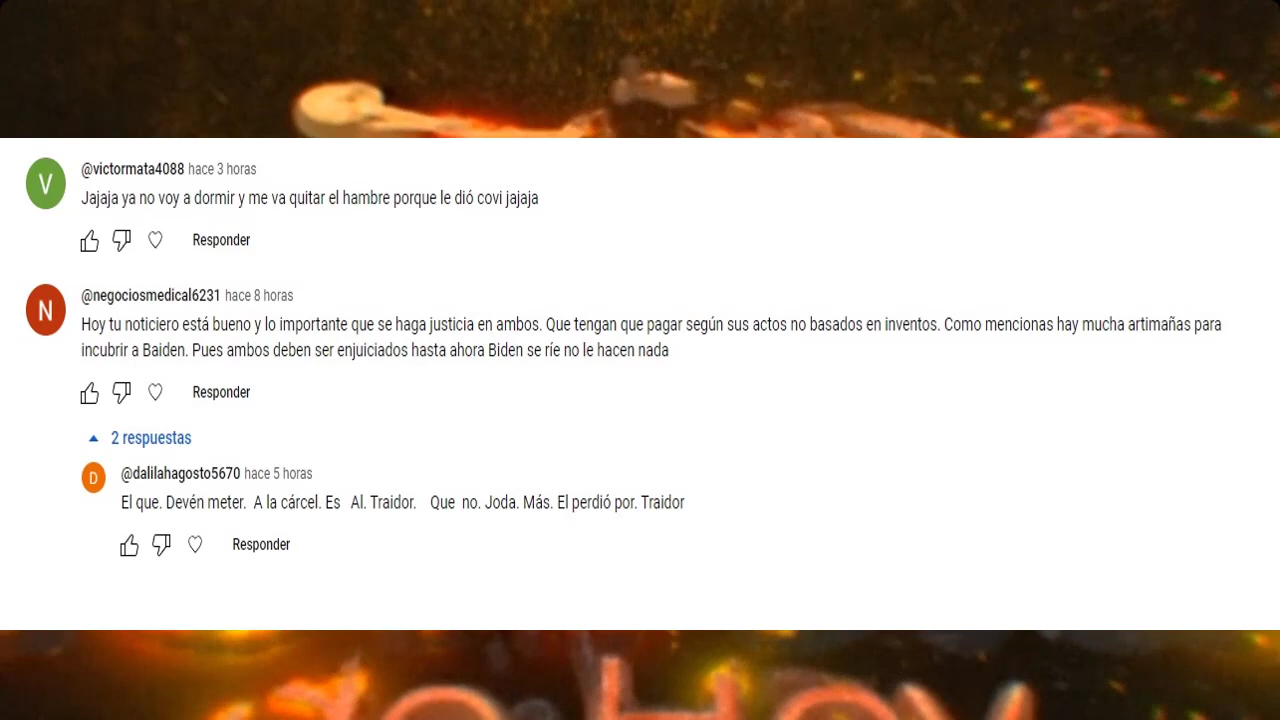 V
@victormata4088 hace 3 horas
Jajaja ya no voy a dormir y me va quitar el hambre porque le dió covi jajaja
Responder
N
@negociosmedical6231 hace 8 horas
Hoy tu noticiero está bueno y lo importante que se haga justicia en ambos. Que tengan que pagar según sus actos no basados en inventos. Como mencionas hay mucha artimañas para
incubrir a Baiden. Pues ambos deben ser enjuiciados hasta ahora Biden se ríe no le hacen nada
Responder
2 respuestas
D
@dalilahagosto5670 hace 5 horas
El que. Devén meter. A la cárcel. Es Al. Traidor. Que no. Joda. Más. El perdió por. Traidor
Responder